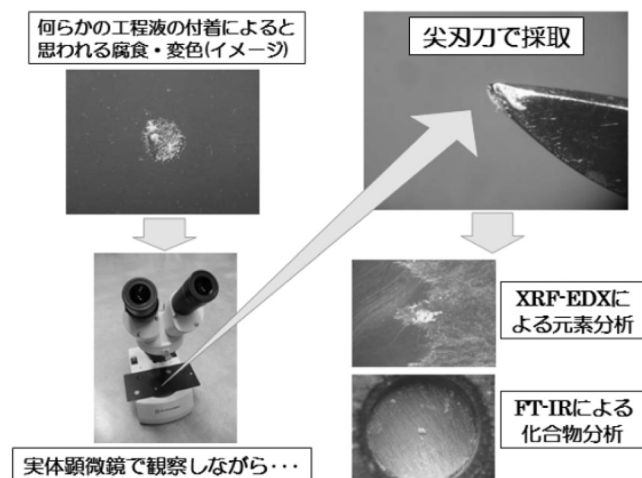 何らかの工程液の付着によると
思われる腐食・変色(イメージ)
実体顕微鏡で観察しながら・・・
尖刃刀で採取
XRF-EDXに
よる元素分析
FT-IRによる
化合物分析